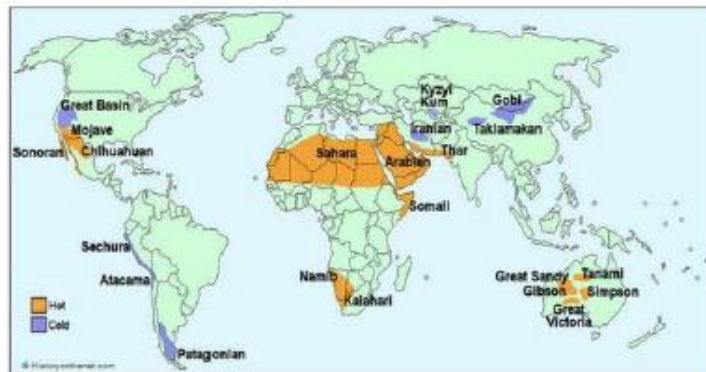 Great Basin
Mojave
Sonoran
Chihuahuan
Sechura
Atacama
Patagonian
Sahara
Arabian
Somali
Namib
Kalahari
Kyzyl
Kum
Iranian
Thar
Gobi
Taklamakan
Great Sandy
Tanami
Gibson
Simpson
Great
Victoria
Hot
Cold